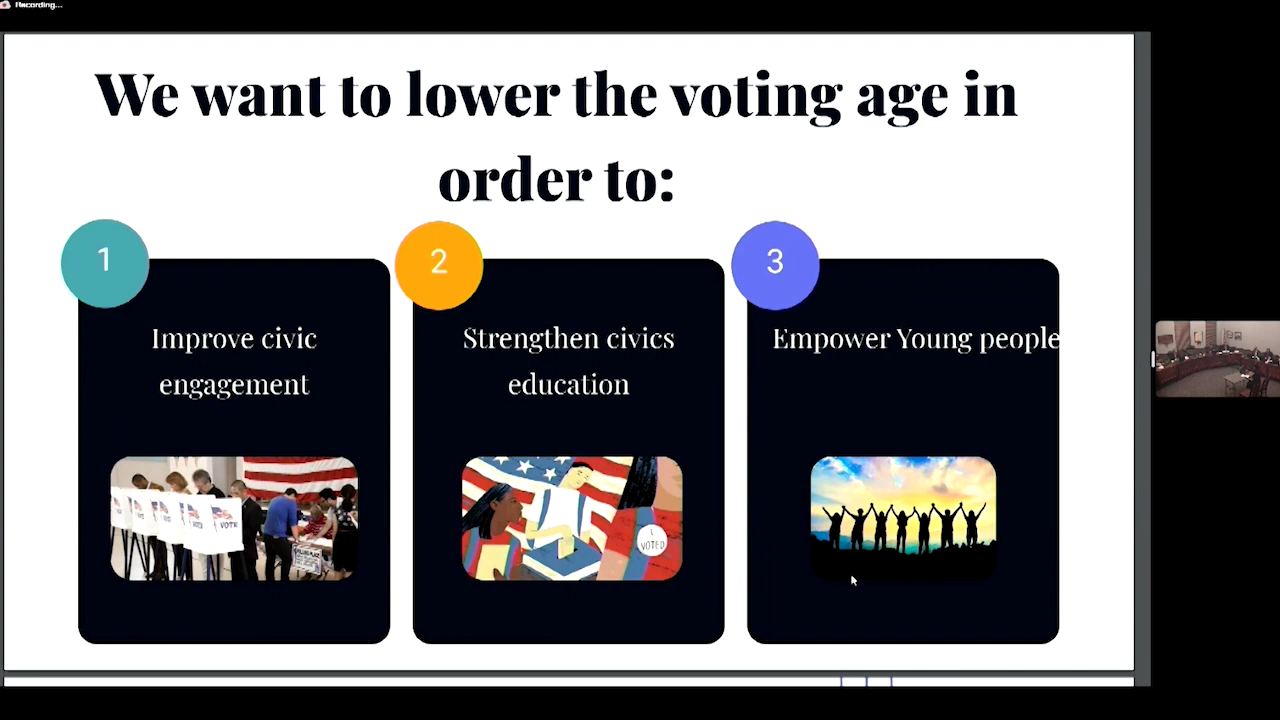 Recording...
We want to lower the voting age in
order to:
1
2
3
Improve civic
engagement
Strengthen civics
education
Empower Young people
VOTE
I
VOTED